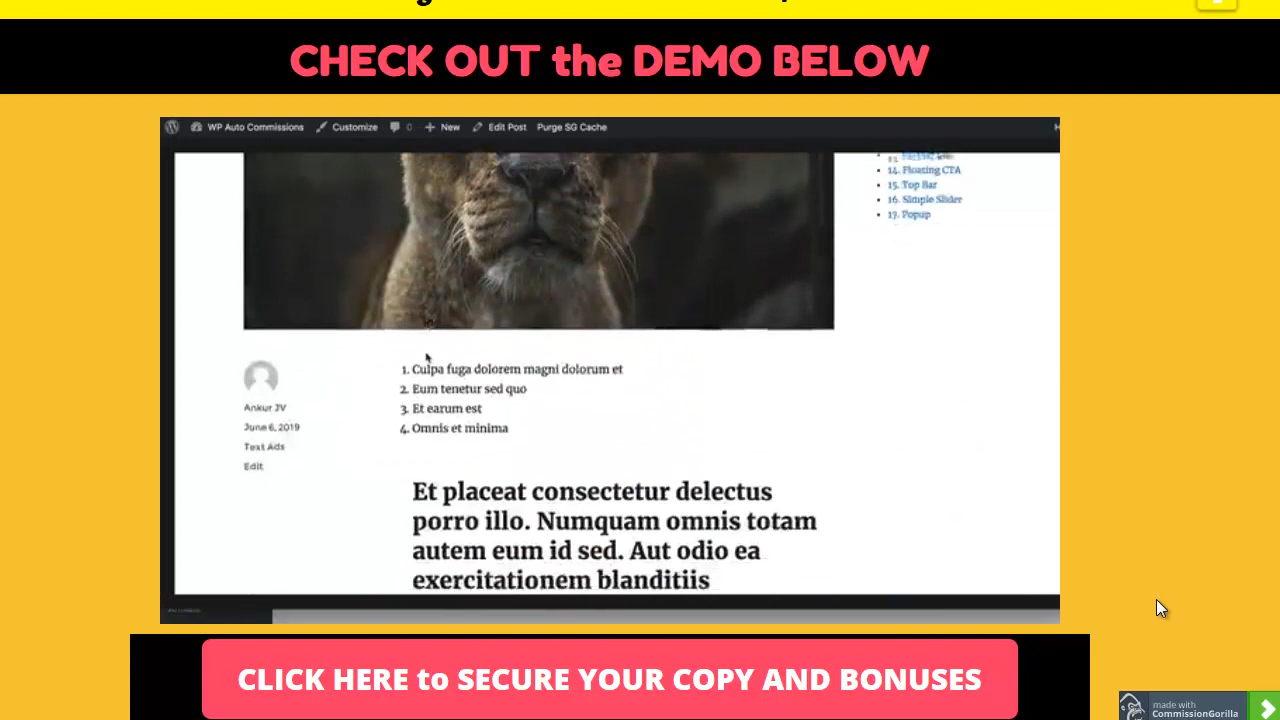 CHECK OUT the DEMO BELOW
WP Auto Commissions Customize 0 New Edit Post Purge SG Cache H
14. Floating CTA
15. Top Bar
16. Simple Slider
17. Popup
Ankur JV
June 6, 2019
Text Ads
Edit
1. Culpa fuga dolorem magni dolorum et
2. Eum tenetur sed quo
3. Et earum est
4. Omnis et minima
Et placeat consectetur delectus
porro illo. Numquam omnis totam
autem eum id sed. Aut odio ea
exercitationem blanditiis
CLICK HERE to SECURE YOUR COPY AND BONUSES
made with
CommissionGorilla